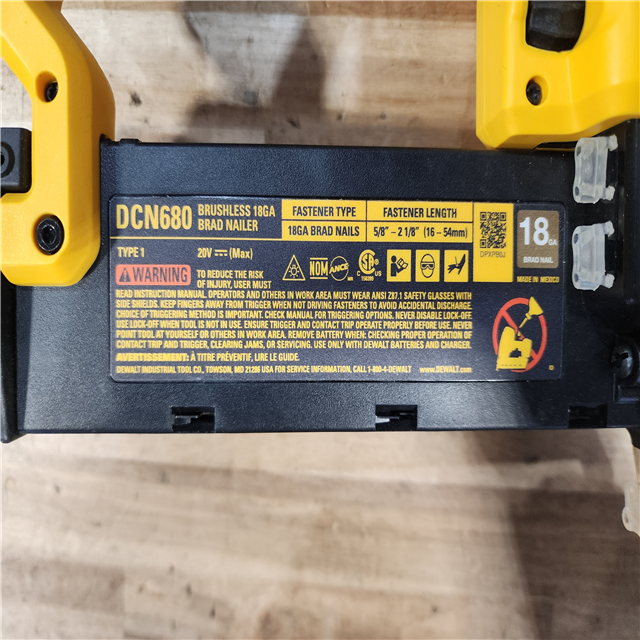 DCN680 BRUSHLESS 18GA BRAD NAILER
FASTENER TYPE
FASTENER LENGTH
18GA BRAD NAILS
5/8" – 2 1/8" (16 – 54mm)
TYPE 1
20V ⎓ (Max)
DPXPB0J
18GA
BRAD NAIL
MADE IN MEXICO
WARNING TO REDUCE THE RISK
OF INJURY, USER MUST
NOM ANCE
CSA US
READ INSTRUCTION MANUAL. OPERATORS AND OTHERS IN WORK AREA MUST WEAR ANSI Z87.1 SAFETY GLASSES WITH
SIDE SHIELDS. KEEP FINGERS AWAY FROM TRIGGER WHEN NOT DRIVING FASTENERS TO AVOID ACCIDENTAL DISCHARGE.
CHOICE OF TRIGGERING METHOD IS IMPORTANT. CHECK MANUAL FOR TRIGGERING OPTIONS. NEVER DISABLE LOCK-OFF.
USE LOCK-OFF WHEN TOOL IS NOT IN USE. ENSURE TRIGGER AND CONTACT TRIP OPERATE PROPERLY BEFORE USE. NEVER
POINT TOOL AT YOURSELF OR OTHERS IN WORK AREA. REMOVE BATTERY WHEN: CHECKING PROPER OPERATION OF
CONTACT TRIP AND TRIGGER, CLEARING JAMS, OR SERVICING. USE ONLY DEWALT BATTERIES AND CHARGER.
AVERTISSEMENT: À TITRE PRÉVENTIF, LIRE LE GUIDE.
DEWALT INDUSTRIAL TOOL CO., TOWSON, MD 21286 USA FOR SERVICE INFORMATION, CALL 1-800-4-DEWALT www.DEWALT.com